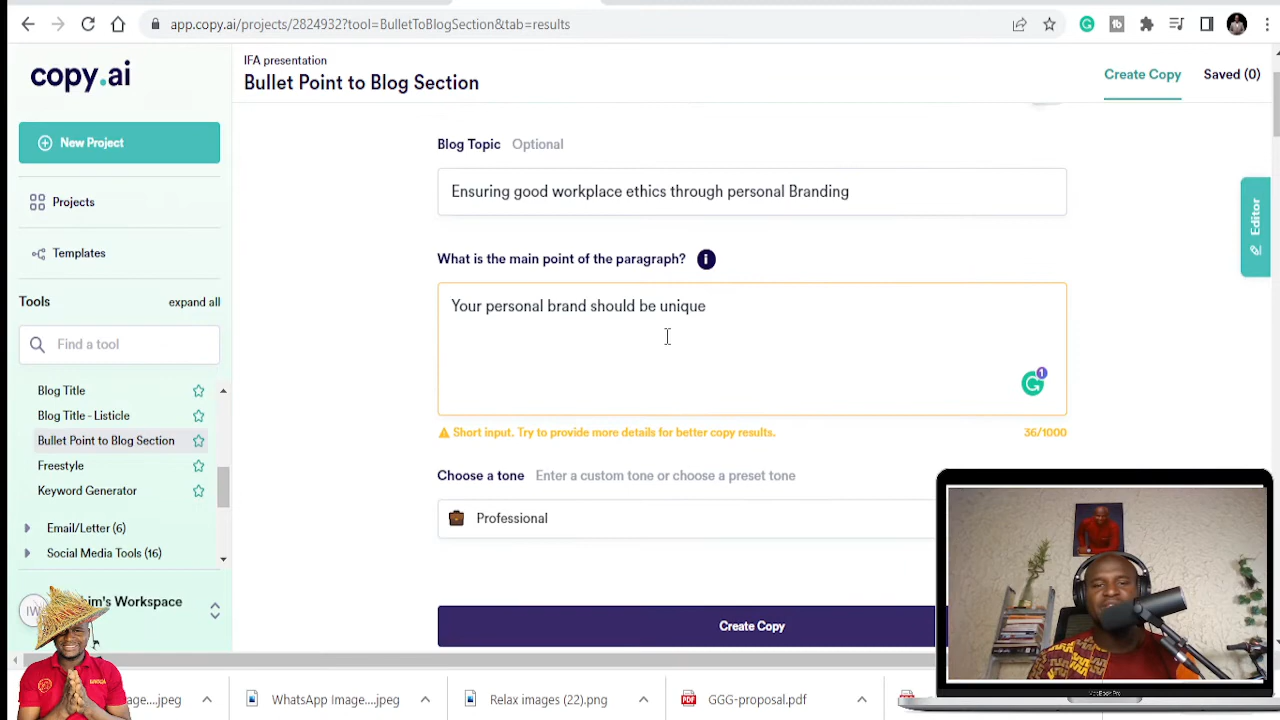 app.copy.ai/projects/2824932?tool=BulletToBlogSection&tab=results
copy.ai
IFA presentation
Bullet Point to Blog Section
Create Copy
Saved (0)
New Project
Projects
Templates
Tools
expand all
Find a tool
Blog Title
Blog Title - Listicle
Bullet Point to Blog Section
Freestyle
Keyword Generator
Email/Letter (6)
Social Media Tools (16)
IW
Workspace
Blog Topic Optional
Ensuring good workplace ethics through personal Branding
What is the main point of the paragraph? i
Your personal brand should be unique
1
Short input. Try to provide more details for better copy results.
36/1000
Choose a tone Enter a custom tone or choose a preset tone
Professional
Create Copy
Editor
MacBook Pro
WhatsApp Image.jpeg
Relax images (22).png
PDF
GGG-proposal.pdf